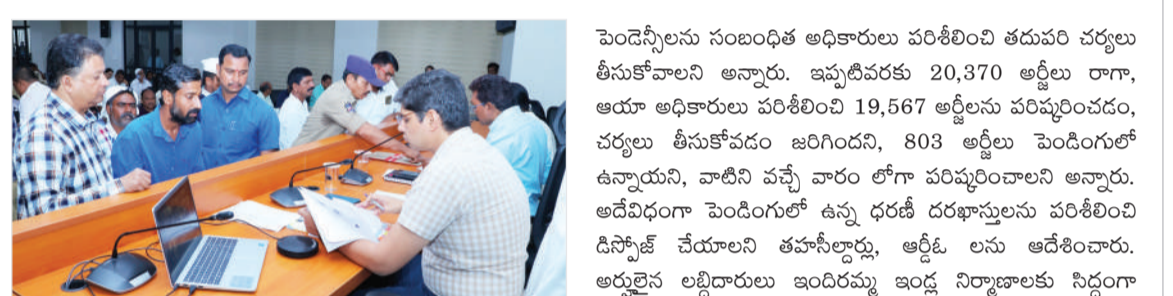 పెండెన్సీలను సంబంధిత అధికారులు పరిశీలించి తదుపరి చర్యలు
తీసుకోవాలని అన్నారు. ఇప్పటివరకు 20,370 అర్జీలు రాగా,
ఆయా అధికారులు పరిశీలించి 19,567 అర్జీలను పరిష్కరించడం,
చర్యలు తీసుకోవడం జరిగిందని, 803 అర్జీలు పెండింగులో
ఉన్నాయని, వాటిని వచ్చే వారం లోగా పరిష్కరించాలని అన్నారు.
అదేవిధంగా పెండింగులో ఉన్న ధరణీ దరఖాస్తులను పరిశీలించి
డిస్పోజ్ చేయాలని తహసీల్దార్లు, ఆర్డీఓ లను ఆదేశించారు.
అర్హులైన లబ్ధిదారులు ఇందిరమ్మ ఇండ్ల నిర్మాణాలకు సిద్ధంగా